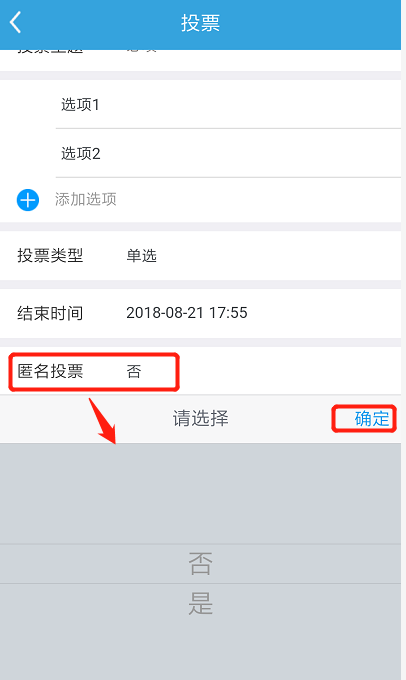 投票
选项1
选项2
添加选项
投票类型 单选
结束时间 2018-08-21 17:55
匿名投票 否
请选择 确定
否
是